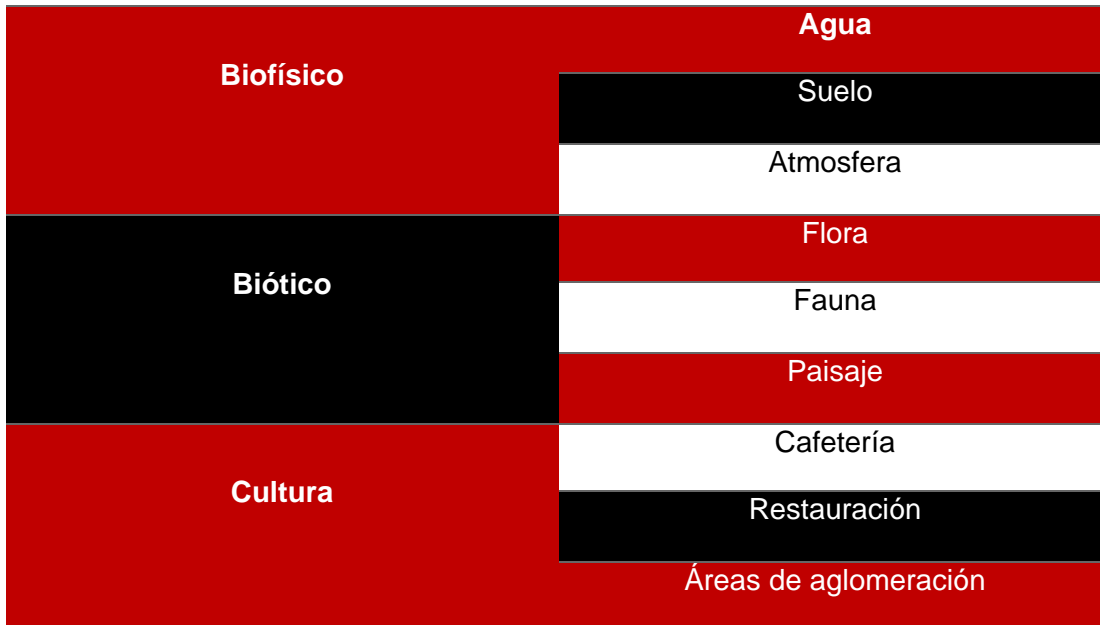 Biofísico
Agua
Suelo
Atmosfera
Biótico
Flora
Fauna
Paisaje
Cultura
Cafetería
Restauración
Áreas de aglomeración